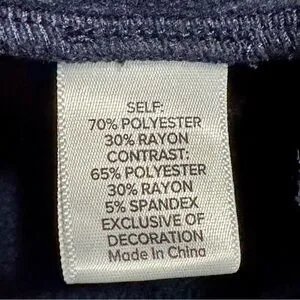 SELF:
70% POLYESTER
30% RAYON
CONTRAST:
65% POLYESTER
30% RAYON
5% SPANDEX
EXCLUSIVE OF
DECORATION
Made In China